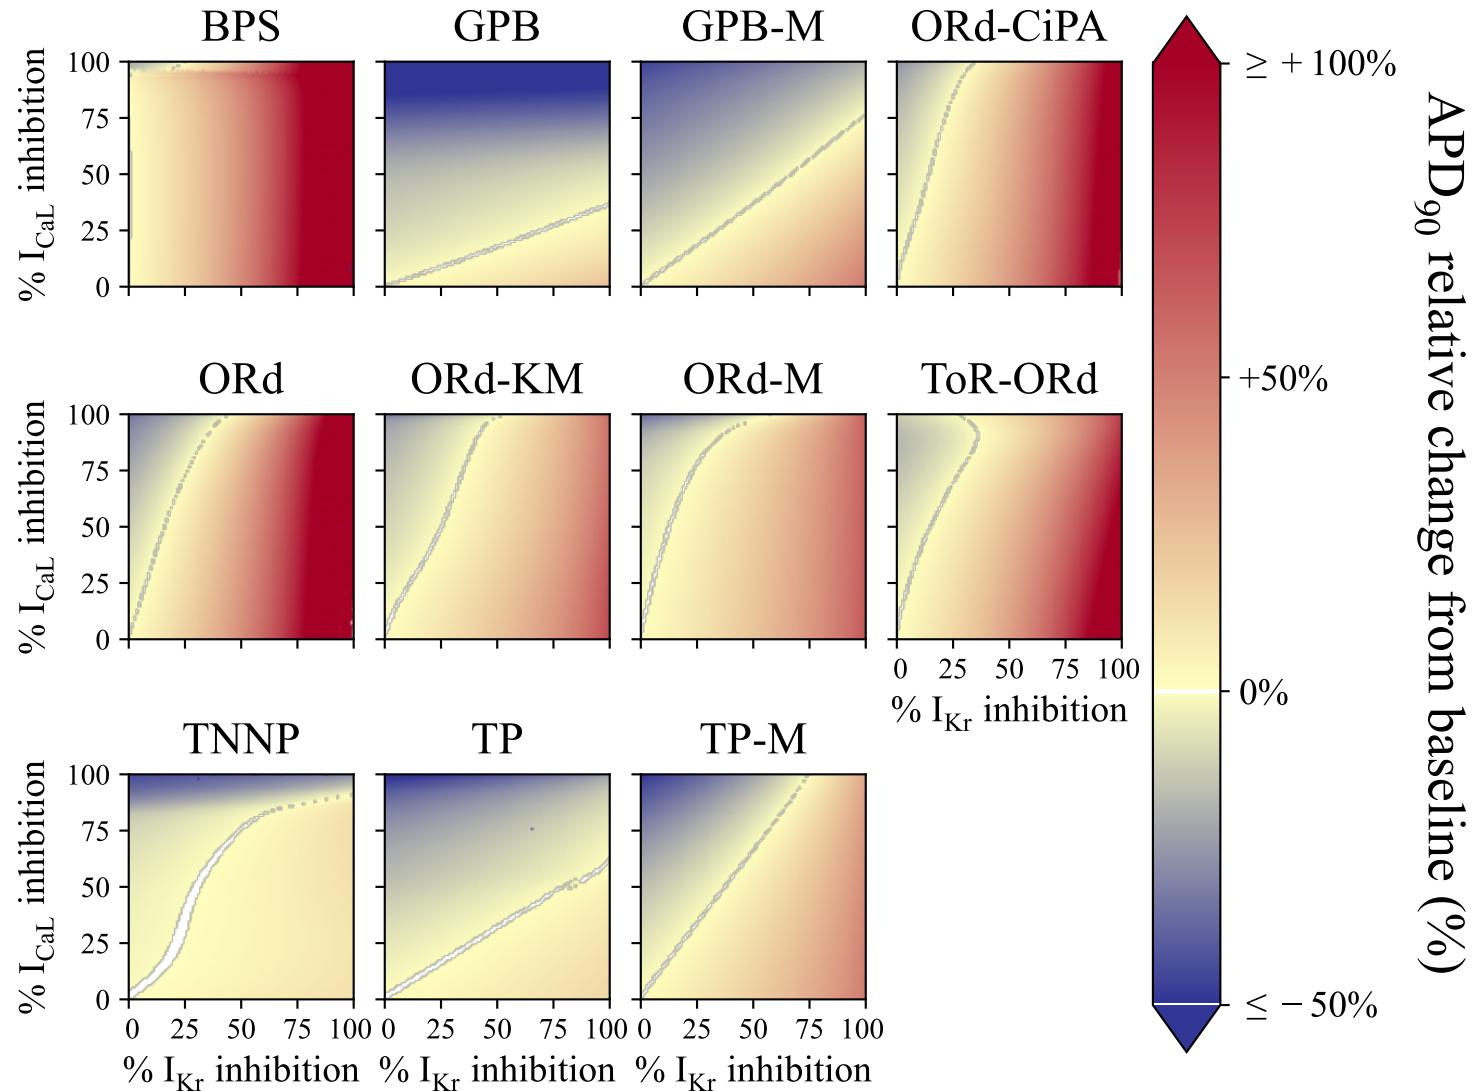 BPS GPB GPB-M ORd-CiPA
% I_CaL inhibition
100
75
50
25
0
ORd ORd-KM ORd-M ToR-ORd
% I_CaL inhibition
100
75
50
25
0
0 25 50 75 100
% I_Kr inhibition
TNNP TP TP-M
% I_CaL inhibition
100
75
50
25
0
0 25 50 75 100 0 25 50 75 100 0 25 50 75 100
% I_Kr inhibition % I_Kr inhibition % I_Kr inhibition
≥ +100%
+50%
0%
≤ −50%
APD90 relative change from baseline (%)